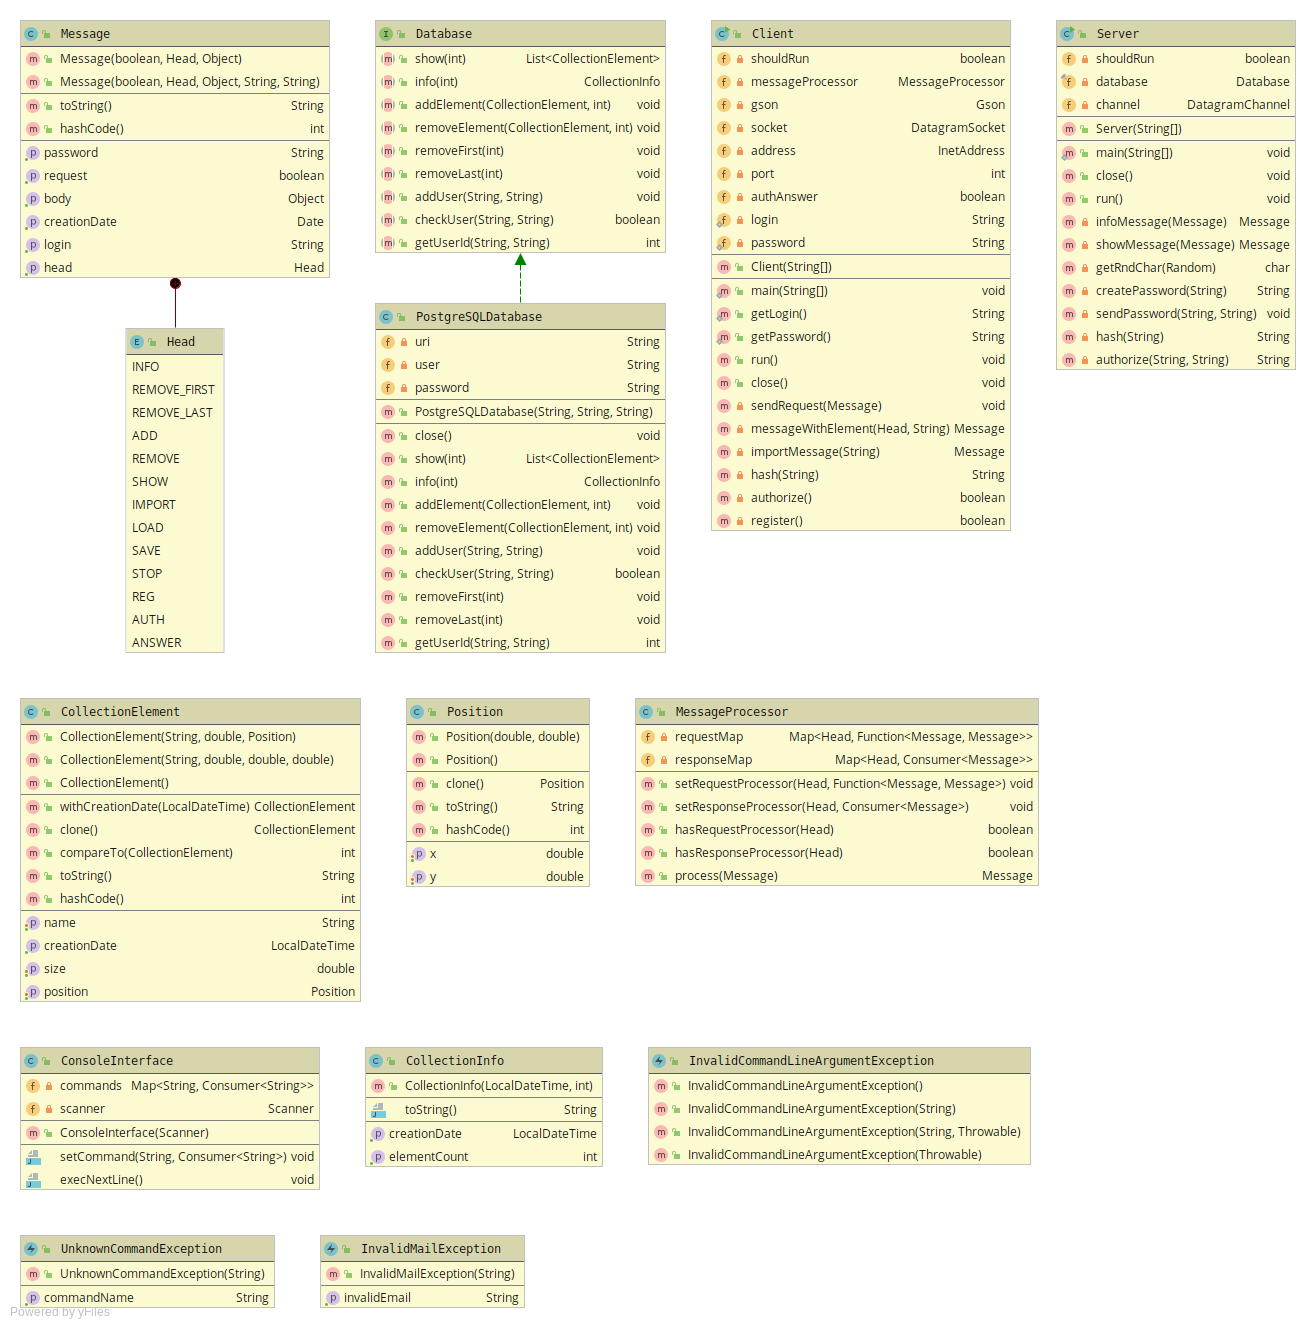 Message
Message(boolean, Head, Object)
Message(boolean, Head, Object, String, String)
toString() String
hashCode() int
password String
request boolean
body Object
creationDate Date
login String
head Head
Head
INFO
REMOVE_FIRST
REMOVE_LAST
ADD
REMOVE
SHOW
IMPORT
LOAD
SAVE
STOP
REG
AUTH
ANSWER
Database
show(int) List<CollectionElement>
info(int) CollectionInfo
addElement(CollectionElement, int) void
removeElement(CollectionElement, int) void
removeFirst(int) void
removeLast(int) void
addUser(String, String) void
checkUser(String, String) boolean
getUserId(String, String) int
PostgreSQLDatabase
uri String
user String
password String
PostgreSQLDatabase(String, String, String)
close() void
show(int) List<CollectionElement>
info(int) CollectionInfo
addElement(CollectionElement, int) void
removeElement(CollectionElement, int) void
addUser(String, String) void
checkUser(String, String) boolean
removeFirst(int) void
removeLast(int) void
getUserId(String, String) int
Client
shouldRun boolean
messageProcessor MessageProcessor
gson Gson
socket DatagramSocket
address InetAddress
port int
authAnswer boolean
login String
password String
Client(String[])
main(String[]) void
getLogin() String
getPassword() String
run() void
close() void
sendRequest(Message) void
messageWithElement(Head, String) Message
importMessage(String) Message
hash(String) String
authorize() boolean
register() boolean
Server
shouldRun boolean
database Database
channel DatagramChannel
Server(String[])
main(String[]) void
close() void
run() void
infoMessage(Message) Message
showMessage(Message) Message
getRndChar(Random) char
createPassword(String) String
sendPassword(String, String) void
hash(String) String
authorize(String, String) String
CollectionElement
CollectionElement(String, double, Position)
CollectionElement(String, double, double, double)
CollectionElement()
withCreationDate(LocalDateTime) CollectionElement
clone() CollectionElement
compareTo(CollectionElement) int
toString() String
hashCode() int
name String
creationDate LocalDateTime
size double
position Position
Position
Position(double, double)
Position()
clone() Position
toString() String
hashCode() int
x double
y double
MessageProcessor
requestMap Map<Head, Function<Message, Message>>
responseMap Map<Head, Consumer<Message>>
setRequestProcessor(Head, Function<Message, Message>) void
setResponseProcessor(Head, Consumer<Message>) void
hasRequestProcessor(Head) boolean
hasResponseProcessor(Head) boolean
process(Message) Message
ConsoleInterface
commands Map<String, Consumer<String>>
scanner Scanner
ConsoleInterface(Scanner)
setCommand(String, Consumer<String>) void
execNextLine() void
CollectionInfo
CollectionInfo(LocalDateTime, int)
toString() String
creationDate LocalDateTime
elementCount int
InvalidCommandLineArgumentException
InvalidCommandLineArgumentException()
InvalidCommandLineArgumentException(String)
InvalidCommandLineArgumentException(String, Throwable)
InvalidCommandLineArgumentException(Throwable)
UnknownCommandException
UnknownCommandException(String)
commandName String
InvalidMailException
InvalidMailException(String)
invalidEmail String
Powered by yFiles